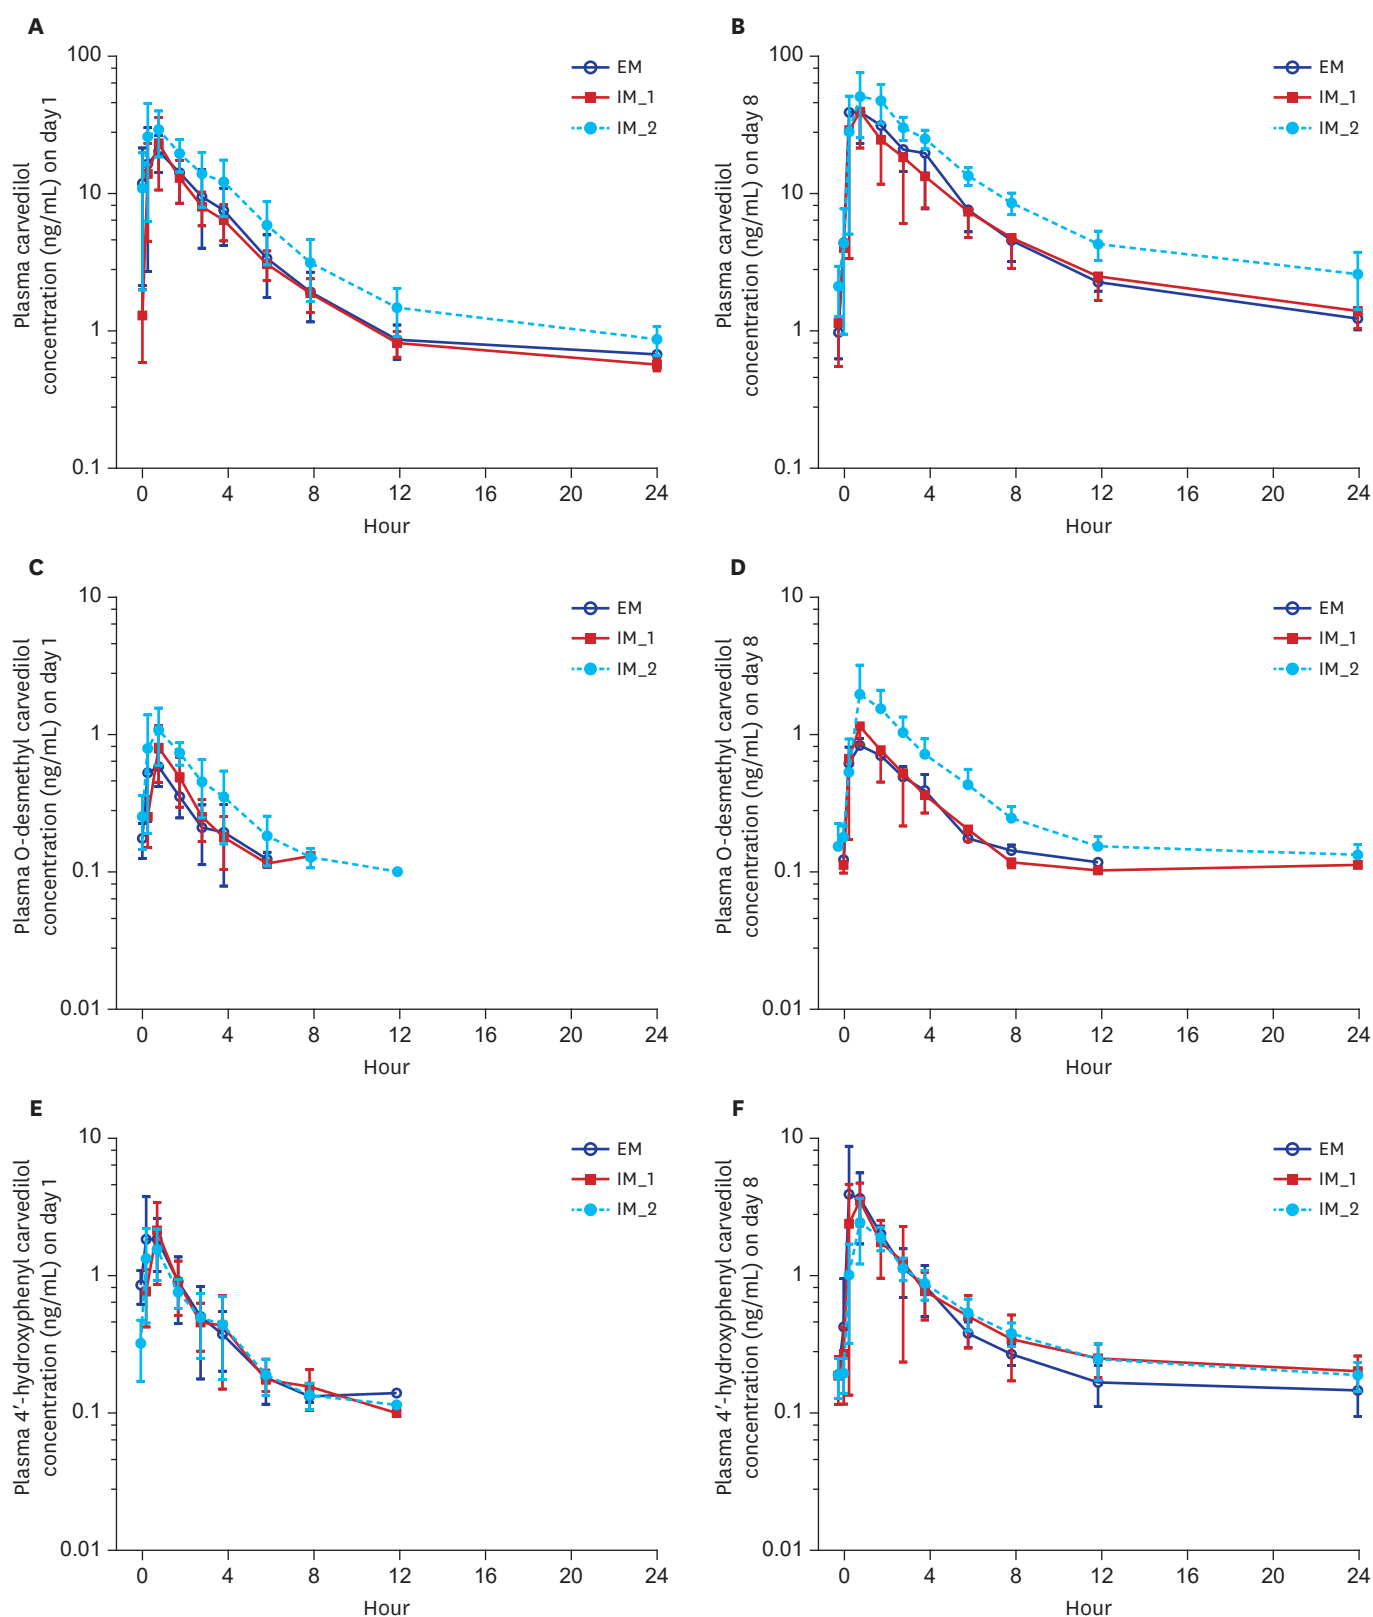 A
Plasma carvedilol
concentration (ng/mL) on day 1
100
10
1
0.1
EM
IM_1
IM_2
0 4 8 12 16 20 24
Hour
B
Plasma carvedilol
concentration (ng/mL) on day 8
100
10
1
0.1
EM
IM_1
IM_2
0 4 8 12 16 20 24
Hour
C
Plasma O-desmethyl carvedilol
concentration (ng/mL) on day 1
10
1
0.1
0.01
EM
IM_1
IM_2
0 4 8 12 16 20 24
Hour
D
Plasma O-desmethyl carvedilol
concentration (ng/mL) on day 8
10
1
0.1
0.01
EM
IM_1
IM_2
0 4 8 12 16 20 24
Hour
E
Plasma 4′-hydroxyphenyl carvedilol
concentration (ng/mL) on day 1
10
1
0.1
0.01
EM
IM_1
IM_2
0 4 8 12 16 20 24
Hour
F
Plasma 4′-hydroxyphenyl carvedilol
concentration (ng/mL) on day 8
10
1
0.1
0.01
EM
IM_1
IM_2
0 4 8 12 16 20 24
Hour